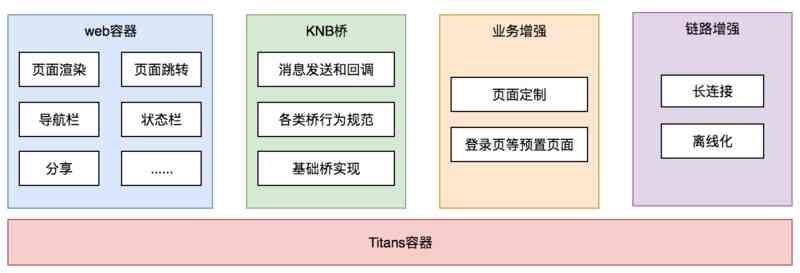 web容器
页面渲染
页面跳转
导航栏
状态栏
分享
......
KNB桥
消息发送和回调
各类桥行为规范
基础桥实现
业务增强
页面定制
登录页等预置页面
链路增强
长连接
离线化
Titans容器